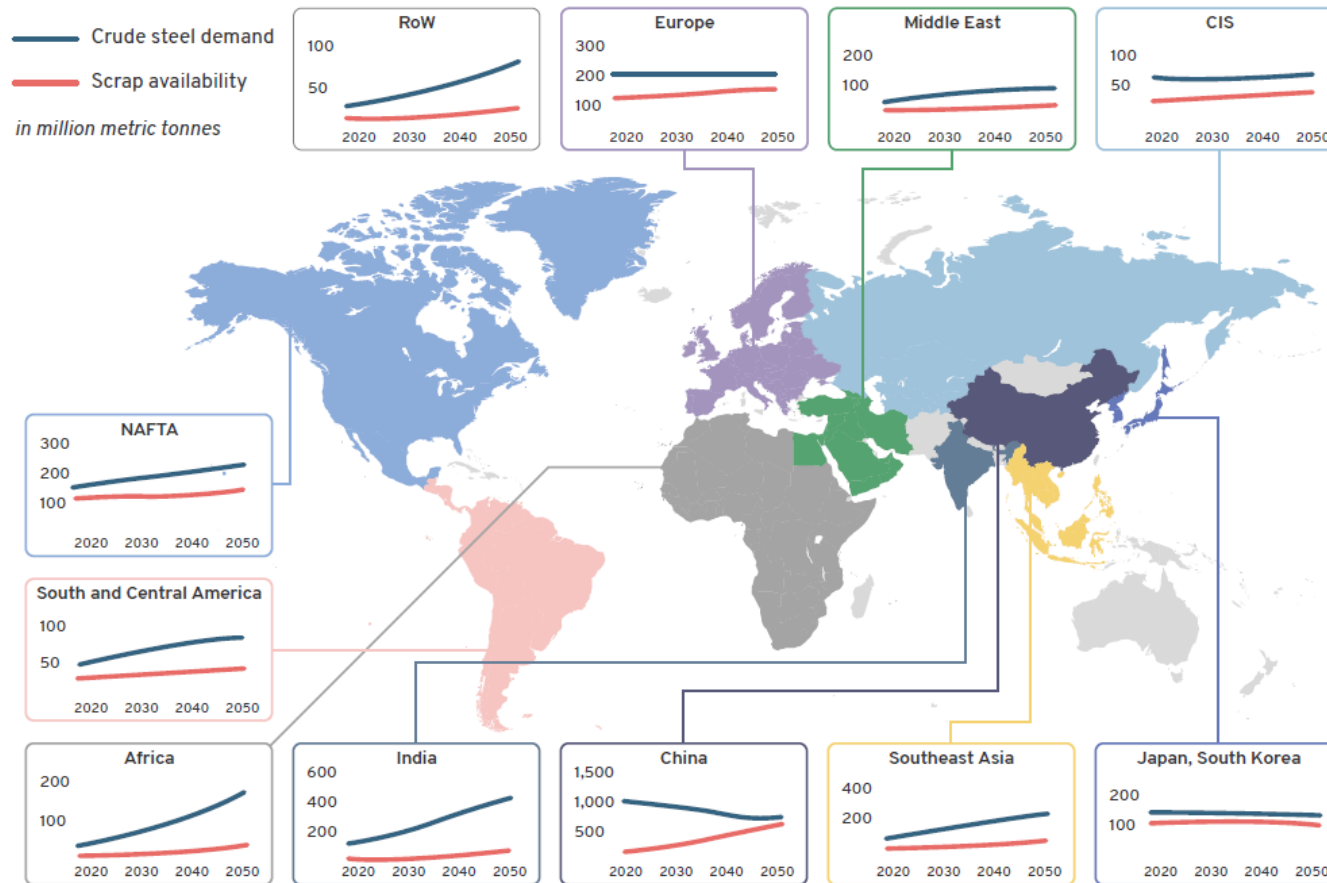 Crude steel demand
Scrap availability
in million metric tonnes
RoW
100
50
2020 2030 2040 2050
Europe
300
200
100
2020 2030 2040 2050
Middle East
200
100
2020 2030 2040 2050
CIS
100
50
2020 2030 2040 2050
NAFTA
300
200
100
2020 2030 2040 2050
South and Central America
100
50
2020 2030 2040 2050
Africa
200
100
2020 2030 2040 2050
India
600
400
200
2020 2030 2040 2050
China
1,500
1,000
500
2020 2030 2040 2050
Southeast Asia
400
200
2020 2030 2040 2050
Japan, South Korea
200
100
2020 2030 2040 2050